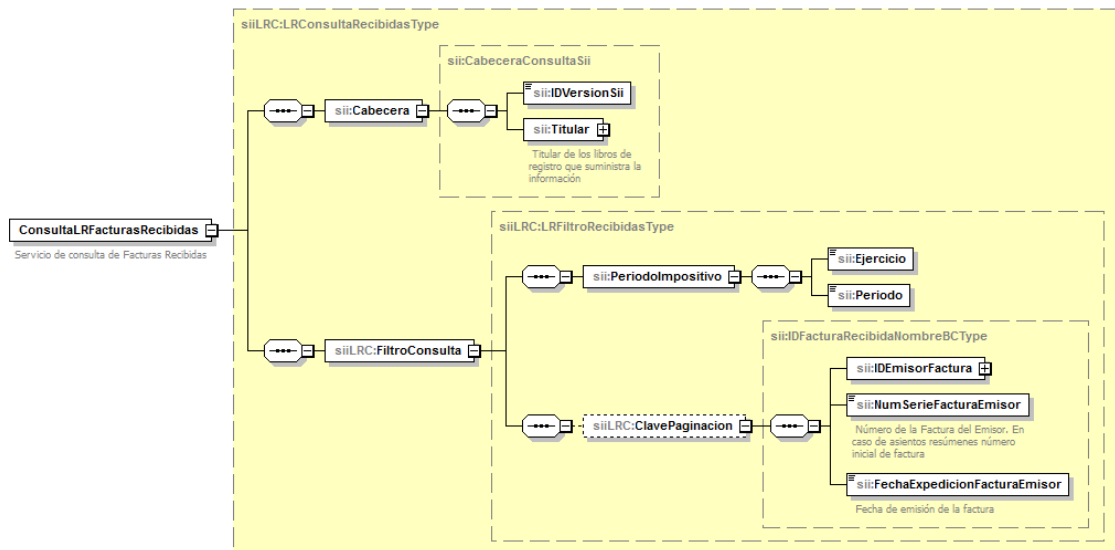 siiLRC:LRConsultaRecibidasType
sii:CabeceraConsultaSii
sii:IDVersionSii
sii:Cabecera
sii:Titular
Titular de los libros de
registro que suministra la
información
ConsultaLRFacturasRecibidas
Servicio de consulta de Facturas Recibidas
siiLRC:LRFiltroRecibidasType
sii:Ejercicio
sii:PeriodoImpositivo
sii:Periodo
sii:IDFacturaRecibidaNombreBCType
siiLRC:FiltroConsulta
sii:IDEmisorFactura
sii:NumSerieFacturaEmisor
siiLRC:ClavePaginacion
Número de la Factura del Emisor. En
caso de asientos resúmenes número
inicial de factura
sii:FechaExpedicionFacturaEmisor
Fecha de emisión de la factura